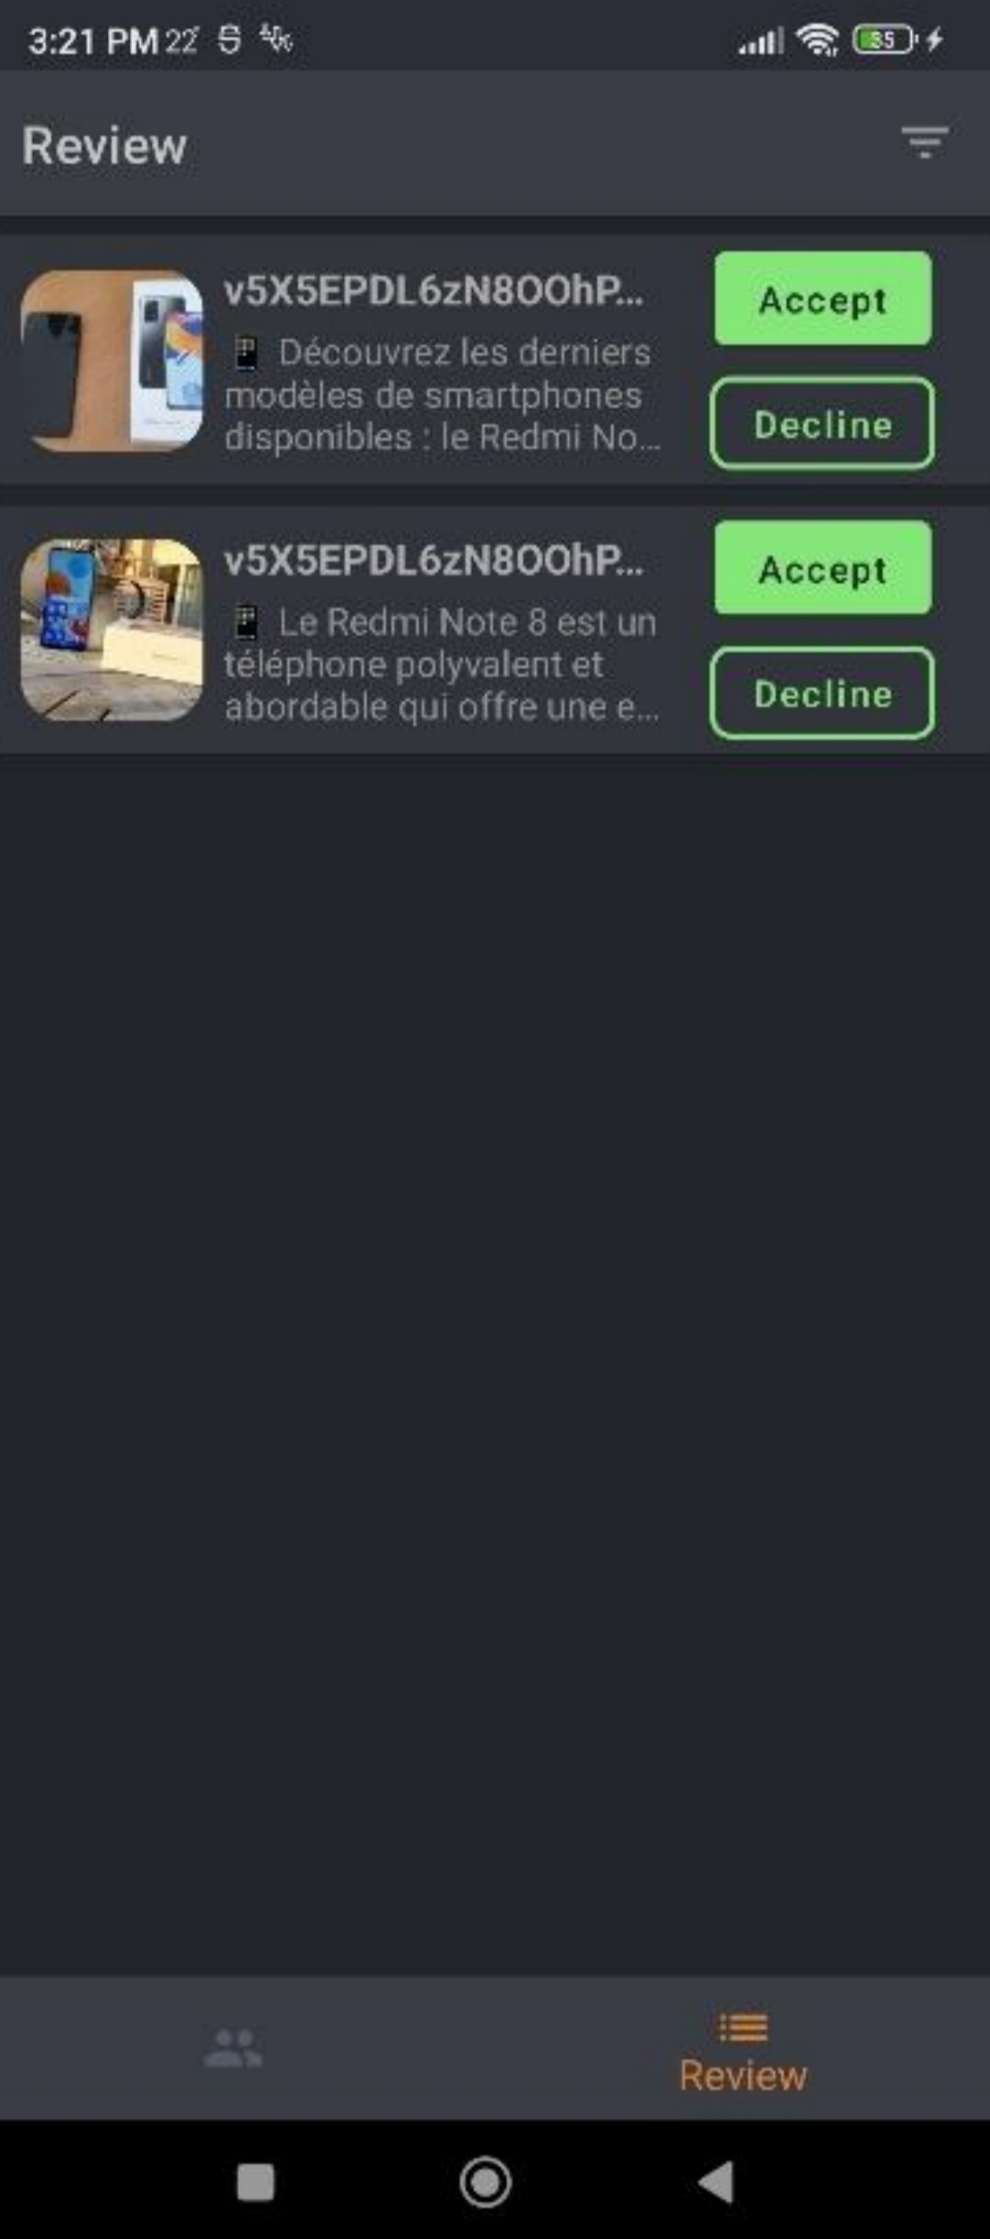 3:21 PM 22
35
Review
v5X5EPDL6zN8OOhP...
📱 Découvrez les derniers
modèles de smartphones
disponibles : le Redmi No...
Accept
Decline
v5X5EPDL6zN8OOhP...
📱 Le Redmi Note 8 est un
téléphone polyvalent et
abordable qui offre une e...
Accept
Decline
Review